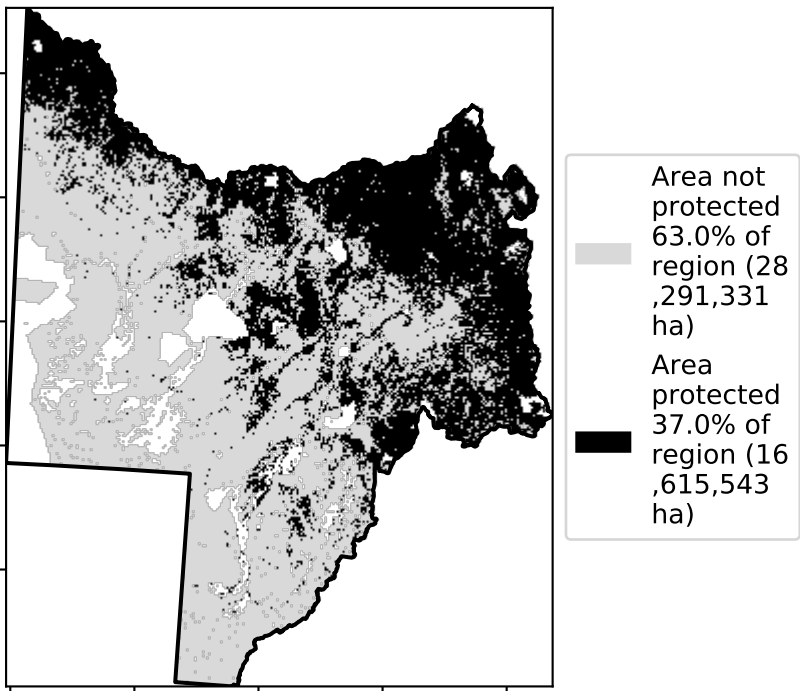 Area not
protected
63.0% of
region (28
,291,331
ha)
Area
protected
37.0% of
region (16
,615,543
ha)